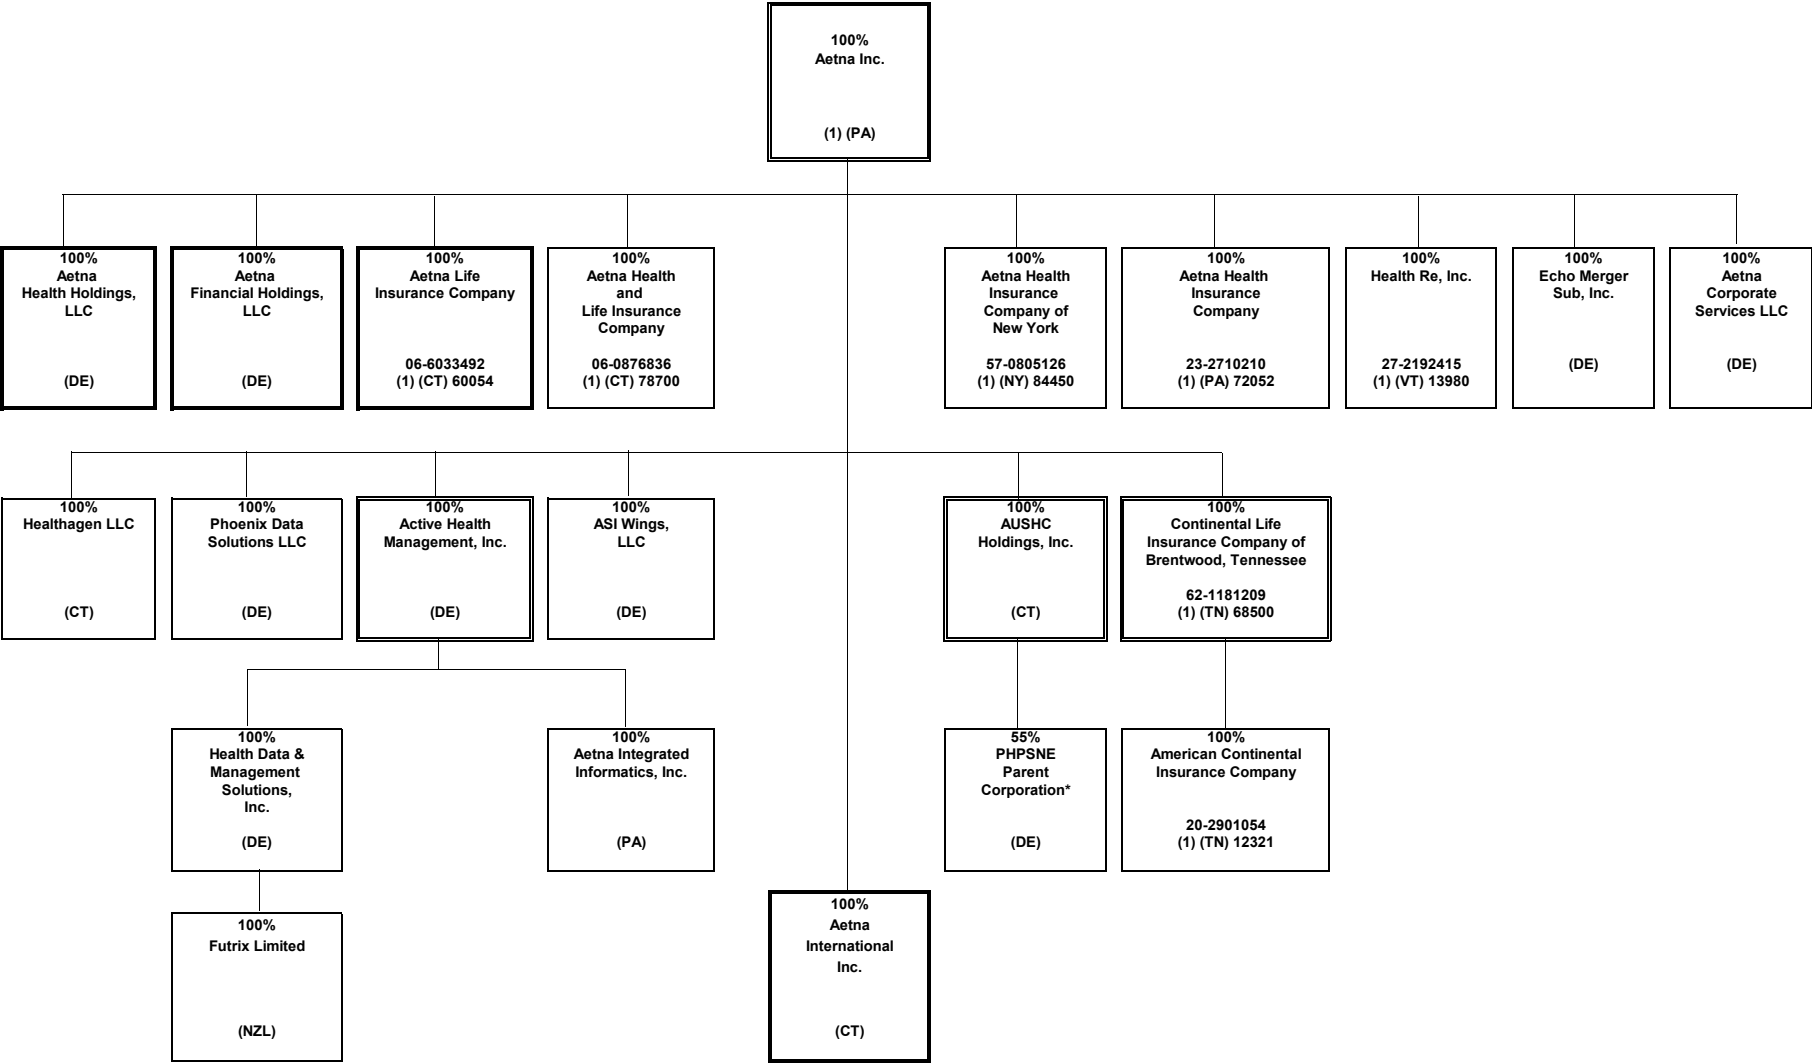 100%
Aetna Inc.
(1) (PA)
100%
Aetna
Health Holdings,
LLC
(DE)
100%
Aetna
Financial Holdings,
LLC
(DE)
100%
Aetna Life
Insurance Company
06-6033492
(1) (CT) 60054
100%
Aetna Health
and
Life Insurance
Company
06-0876836
(1) (CT) 78700
100%
Aetna Health
Insurance
Company of
New York
57-0805126
(1) (NY) 84450
100%
Aetna Health
Insurance
Company
23-2710210
(1) (PA) 72052
100%
Health Re, Inc.
27-2192415
(1) (VT) 13980
100%
Echo Merger
Sub, Inc.
(DE)
100%
Aetna
Corporate
Services LLC
(DE)
100%
Healthagen LLC
(CT)
100%
Phoenix Data
Solutions LLC
(DE)
100%
Active Health
Management, Inc.
(DE)
100%
ASI Wings,
LLC
(DE)
100%
AUSHC
Holdings, Inc.
(CT)
100%
Continental Life
Insurance Company of
Brentwood, Tennessee
62-1181209
(1) (TN) 68500
100%
Health Data &
Management
Solutions,
Inc.
(DE)
100%
Aetna Integrated
Informatics, Inc.
(PA)
55%
PHPSNE
Parent
Corporation*
(DE)
100%
American Continental
Insurance Company
20-2901054
(1) (TN) 12321
100%
Futrix Limited
(NZL)
100%
Aetna
International
Inc.
(CT)